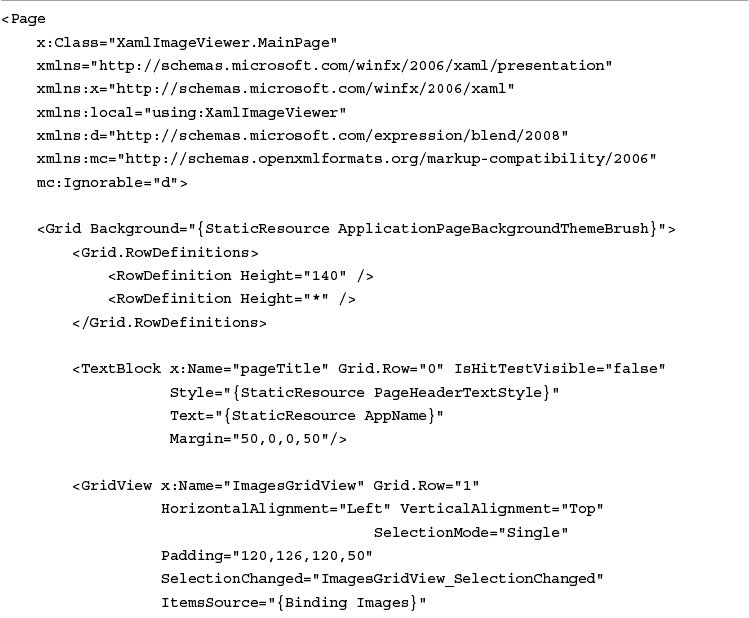 <Page
    x:Class="XamlImageViewer.MainPage"
    xmlns="http://schemas.microsoft.com/winfx/2006/xaml/presentation"
    xmlns:x="http://schemas.microsoft.com/winfx/2006/xaml"
    xmlns:local="using:XamlImageViewer"
    xmlns:d="http://schemas.microsoft.com/expression/blend/2008"
    xmlns:mc="http://schemas.openxmlformats.org/markup-compatibility/2006"
    mc:Ignorable="d">

    <Grid Background="{StaticResource ApplicationPageBackgroundThemeBrush}">
        <Grid.RowDefinitions>
            <RowDefinition Height="140" />
            <RowDefinition Height="*" />
        </Grid.RowDefinitions>

        <TextBlock x:Name="pageTitle" Grid.Row="0" IsHitTestVisible="false"
                   Style="{StaticResource PageHeaderTextStyle}"
                   Text="{StaticResource AppName}"
                   Margin="50,0,0,50"/>

        <GridView x:Name="ImagesGridView" Grid.Row="1"
                  HorizontalAlignment="Left" VerticalAlignment="Top"
                                          SelectionMode="Single"
                  Padding="120,126,120,50"
                  SelectionChanged="ImagesGridView_SelectionChanged"
                  ItemsSource="{Binding Images}"